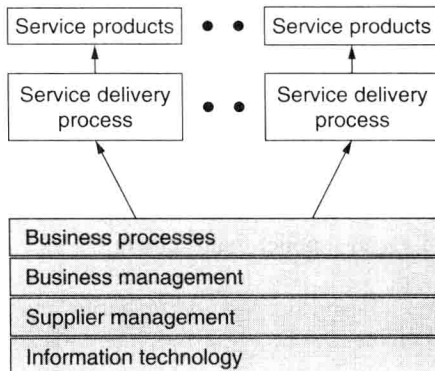 Service products
Service products
Service delivery
process
Service delivery
process
Business processes
Business management
Supplier management
Information technology